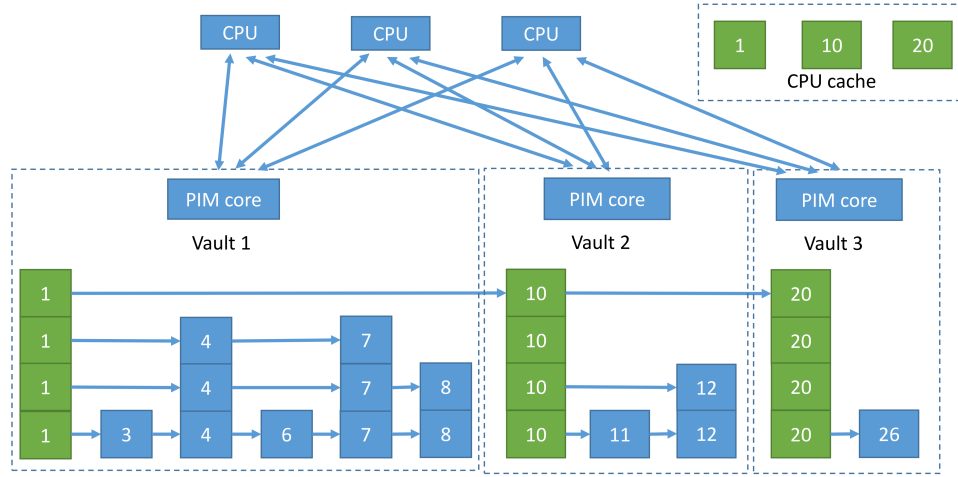 CPU CPU CPU
1 10 20
CPU cache
PIM core PIM core PIM core
Vault 1 Vault 2 Vault 3
1 10 20
1 4 7 10 20
1 4 7 8 10 12 20
1 3 4 6 7 8 10 11 12 20 26